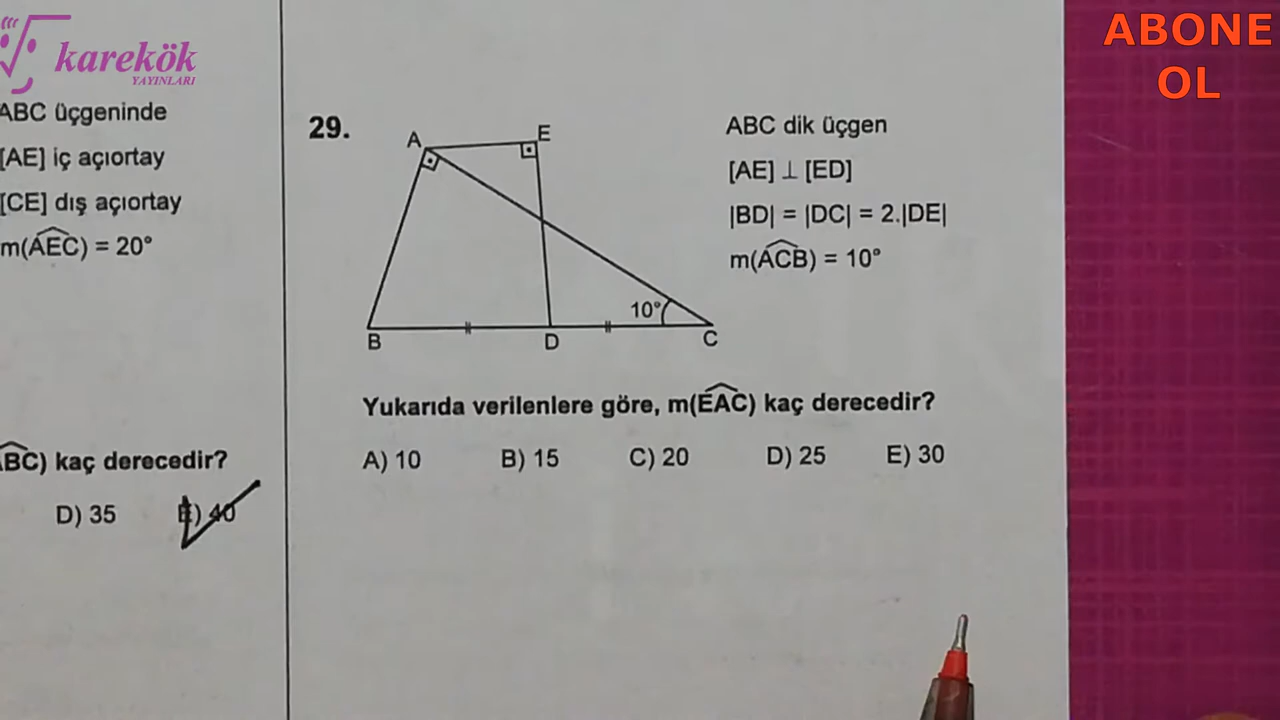 karekök
YAYINLARI
ABONE
OL
ABC üçgeninde
[AE] iç açıortay
[CE] dış açıortay
m(AEC) = 20°
BC) kaç derecedir?
D) 35
E) 40
29.
A
E
B
D
C
10°
ABC dik üçgen
[AE] ⊥ [ED]
|BD| = |DC| = 2.|DE|
m(ACB) = 10°
Yukarıda verilenlere göre, m(EAC) kaç derecedir?
A) 10 B) 15 C) 20 D) 25 E) 30